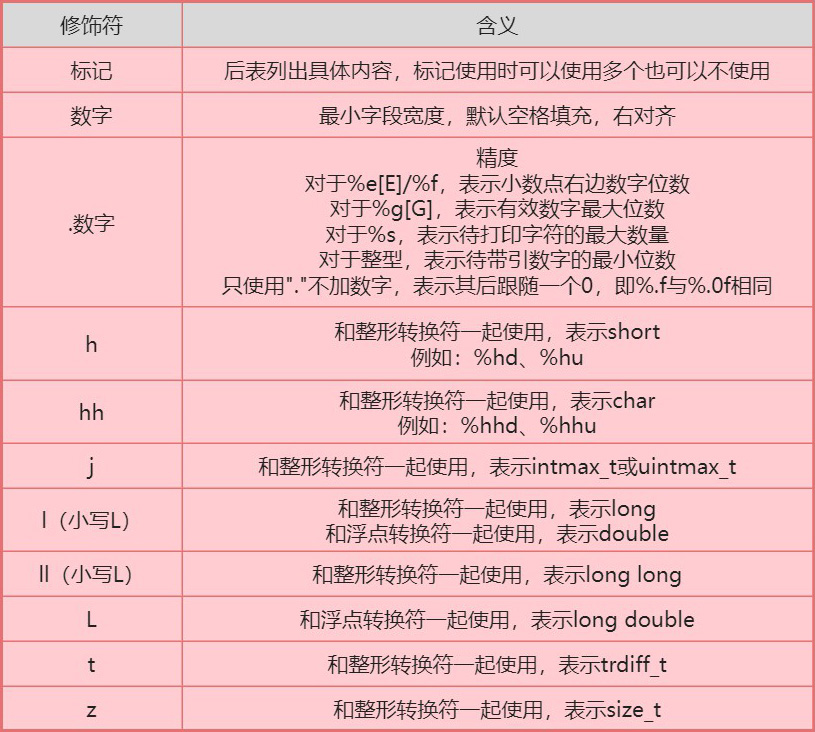 修饰符 含义
标记 后表列出具体内容，标记使用时可以使用多个也可以不使用
数字 最小字段宽度，默认空格填充，右对齐
.数字
精度
对于%e[E]/%f，表示小数点右边数字位数
对于%g[G]，表示有效数字最大位数
对于%s，表示待打印字符的最大数量
对于整型，表示待带引数字的最小位数
只使用"."不加数字，表示其后跟随一个0，即%.f与%.0f相同
h
和整形转换符一起使用，表示short
例如：%hd、%hu
hh
和整形转换符一起使用，表示char
例如：%hhd、%hhu
j 和整形转换符一起使用，表示intmax_t或uintmax_t
l（小写L）
和整形转换符一起使用，表示long
和浮点转换符一起使用，表示double
ll（小写L） 和整形转换符一起使用，表示long long
L 和浮点转换符一起使用，表示long double
t 和整形转换符一起使用，表示trdiff_t
z 和整形转换符一起使用，表示size_t